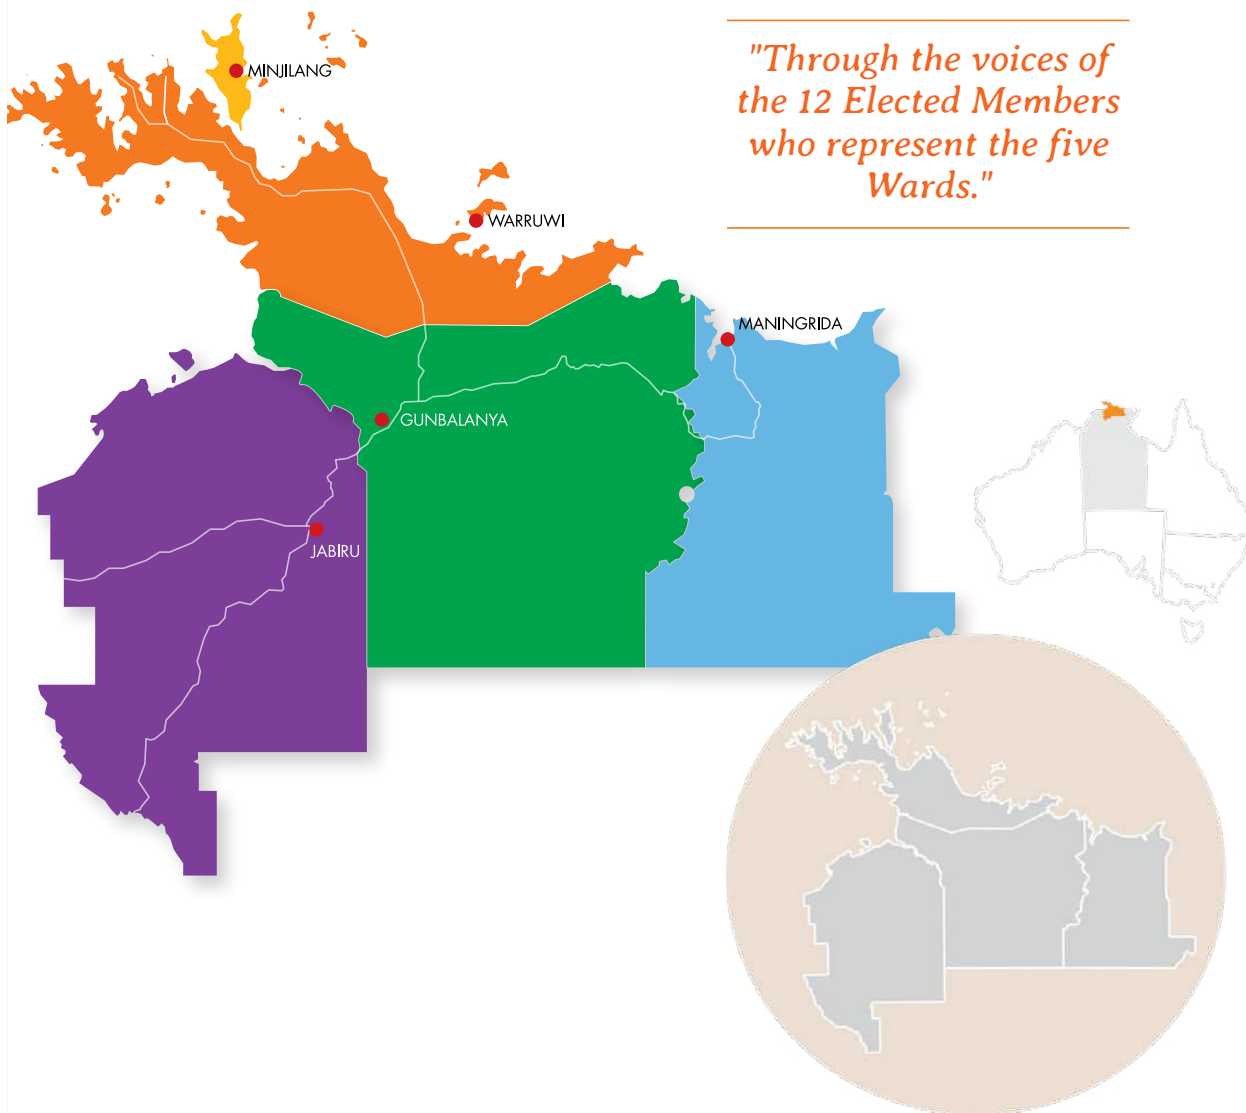 "Through the voices of
the 12 Elected Members
who represent the five
Wards."
MINJILANG
WARRUWI
MANINGRIDA
GUNBALANYA
JABIRU